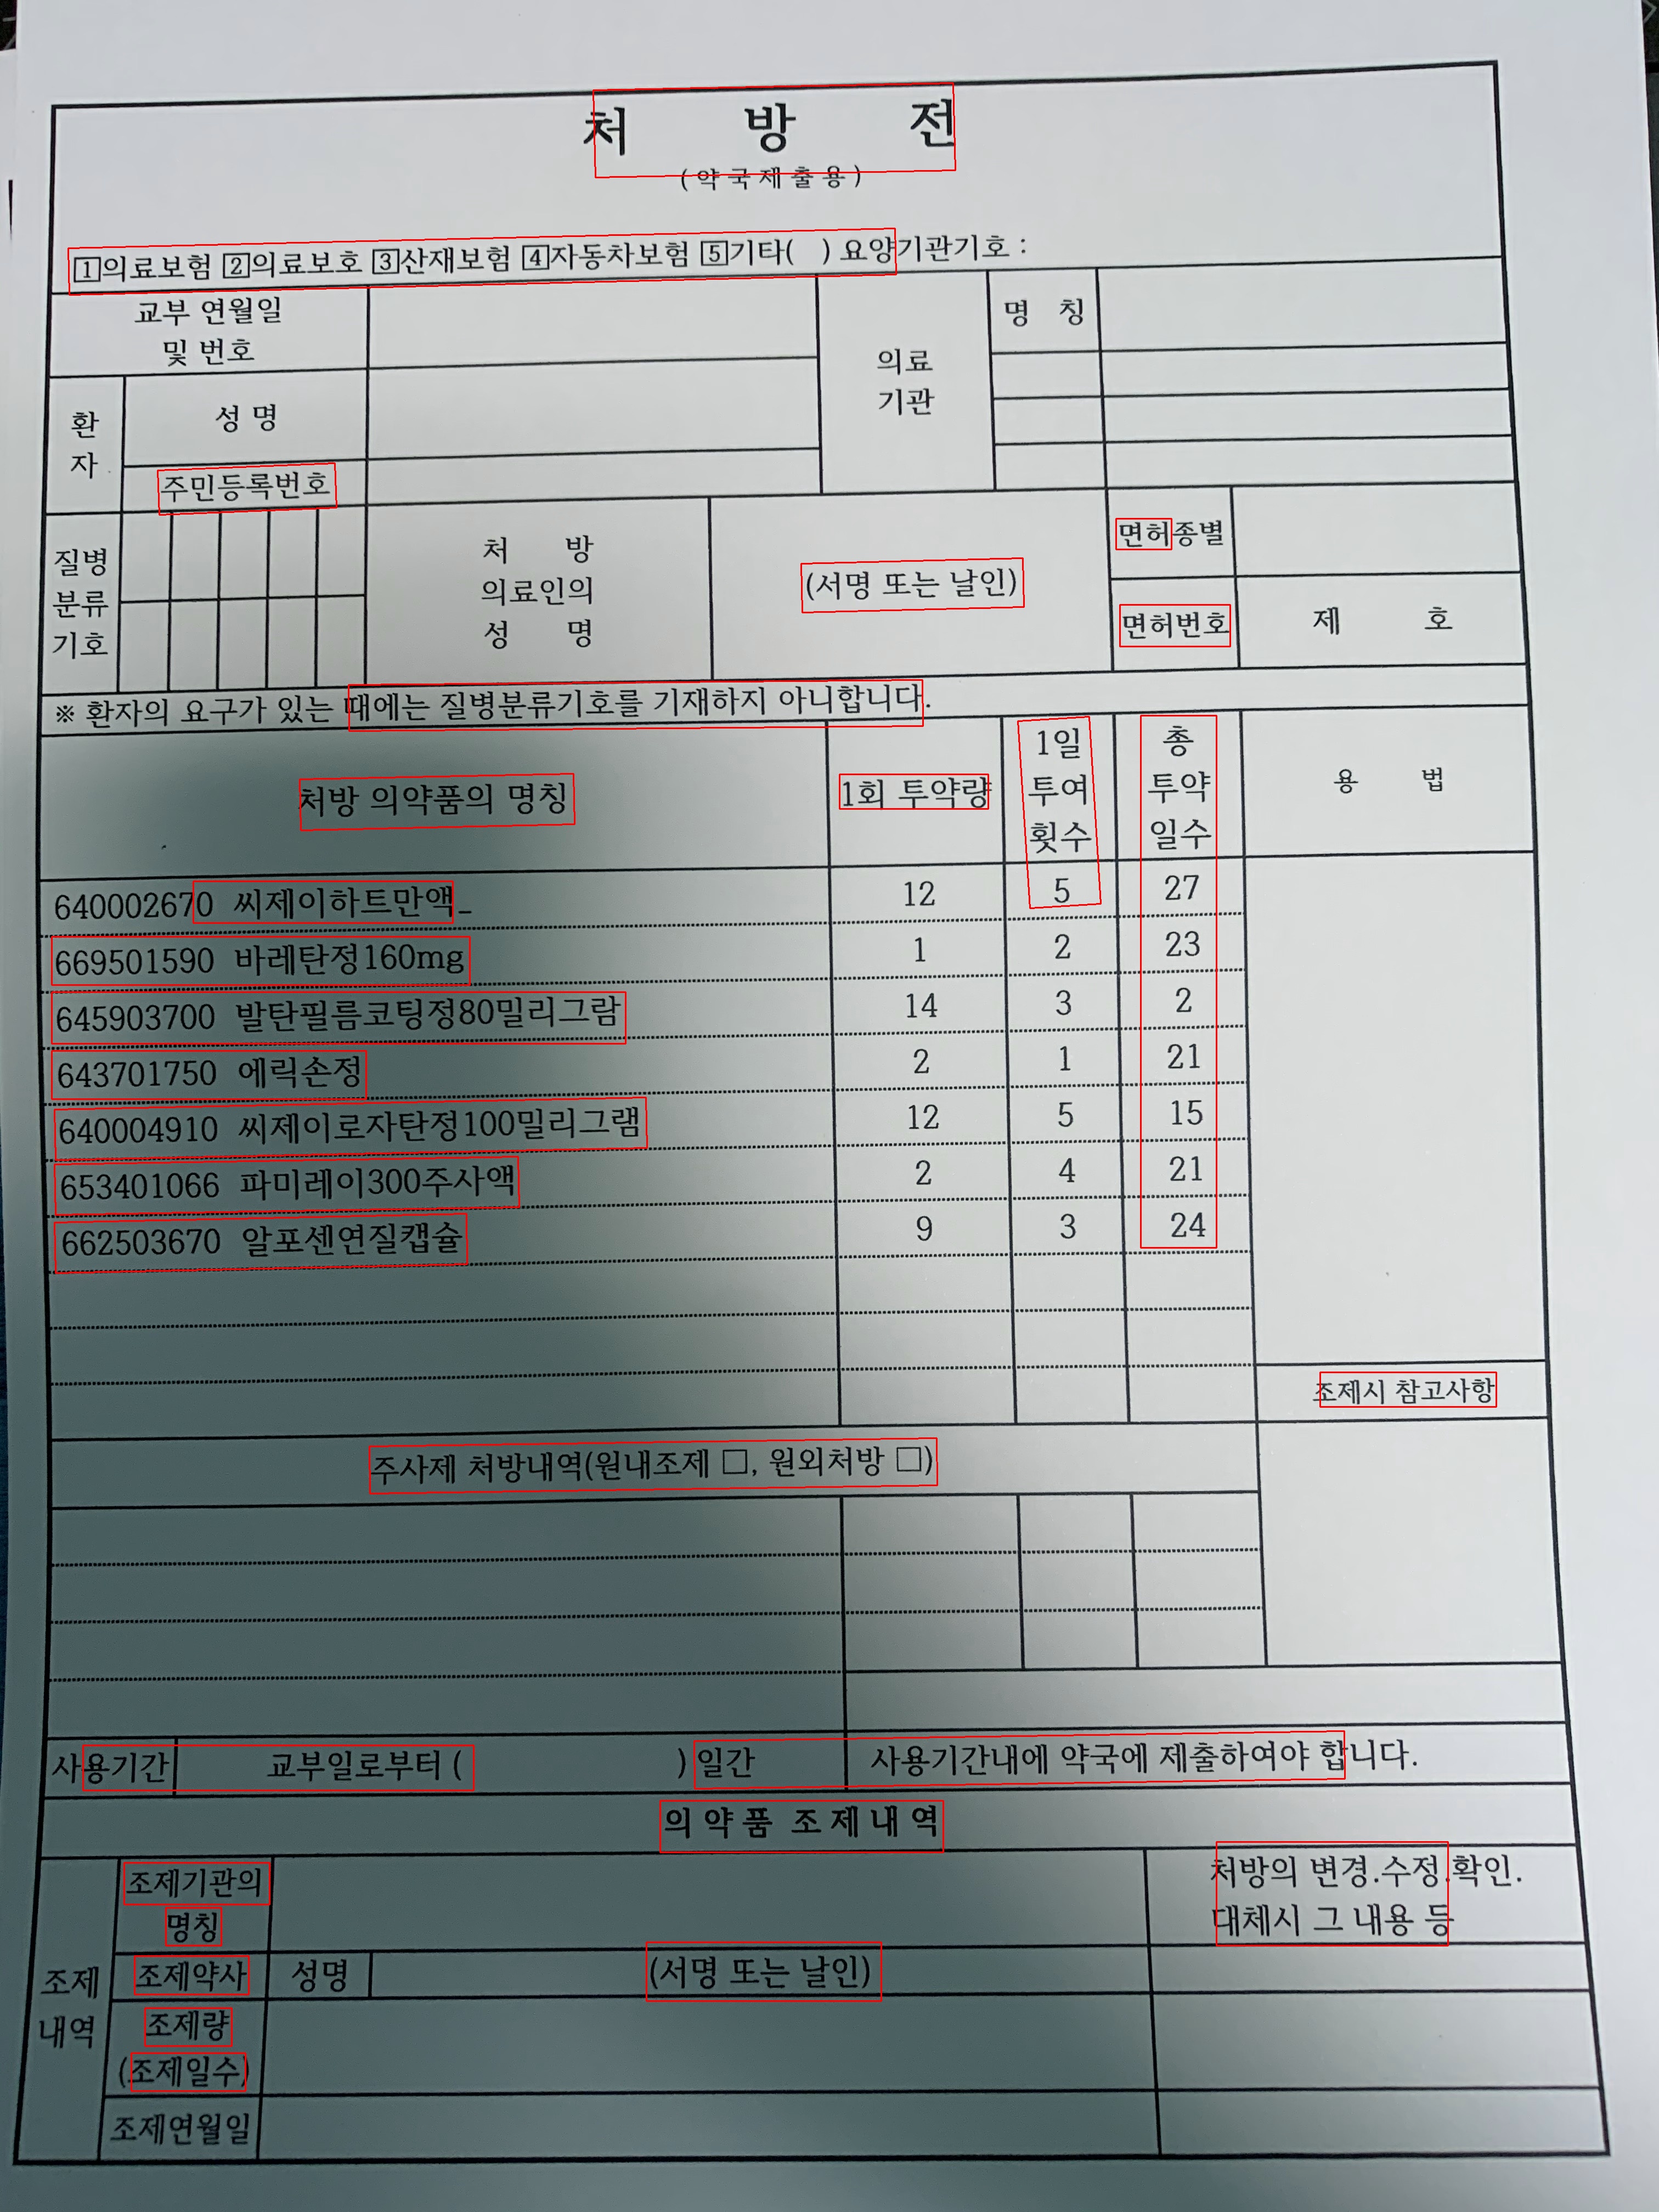 처 방 전
(약국제출용)
1의료보험 2의료보호 3산재보험 4자동차보험 5기타( ) 요양기관기호 :
교부 연월일
및 번호
의료
기관
명 칭
환
자
성 명
주민등록번호
질병
분류
기호
처 방
의료인의
성 명
(서명 또는 날인)
면허종별
면허번호
제 호
※ 환자의 요구가 있는 때에는 질병분류기호를 기재하지 아니합니다.
처방 의약품의 명칭
1회 투약량
1일
투여
횟수
총
투약
일수
용 법
640002670 씨제이하트만액_ 12 5 27
669501590 바레탄정160mg 1 2 23
645903700 발탄필름코팅정80밀리그람 14 3 2
643701750 에릭손정 2 1 21
640004910 씨제이로자탄정100밀리그램 12 5 15
653401066 파미레이300주사액 2 4 21
662503670 알포센연질캡슐 9 3 24
조제시 참고사항
주사제 처방내역(원내조제 □, 원외처방 □)
사용기간 교부일로부터 ( ) 일간 사용기간내에 약국에 제출하여야 합니다.
의 약 품 조 제 내 역
조제
내역
조제기관의
명칭
처방의 변경.수정.확인.
대체시 그 내용 등
조제약사 성명 (서명 또는 날인)
조제량
(조제일수)
조제연월일